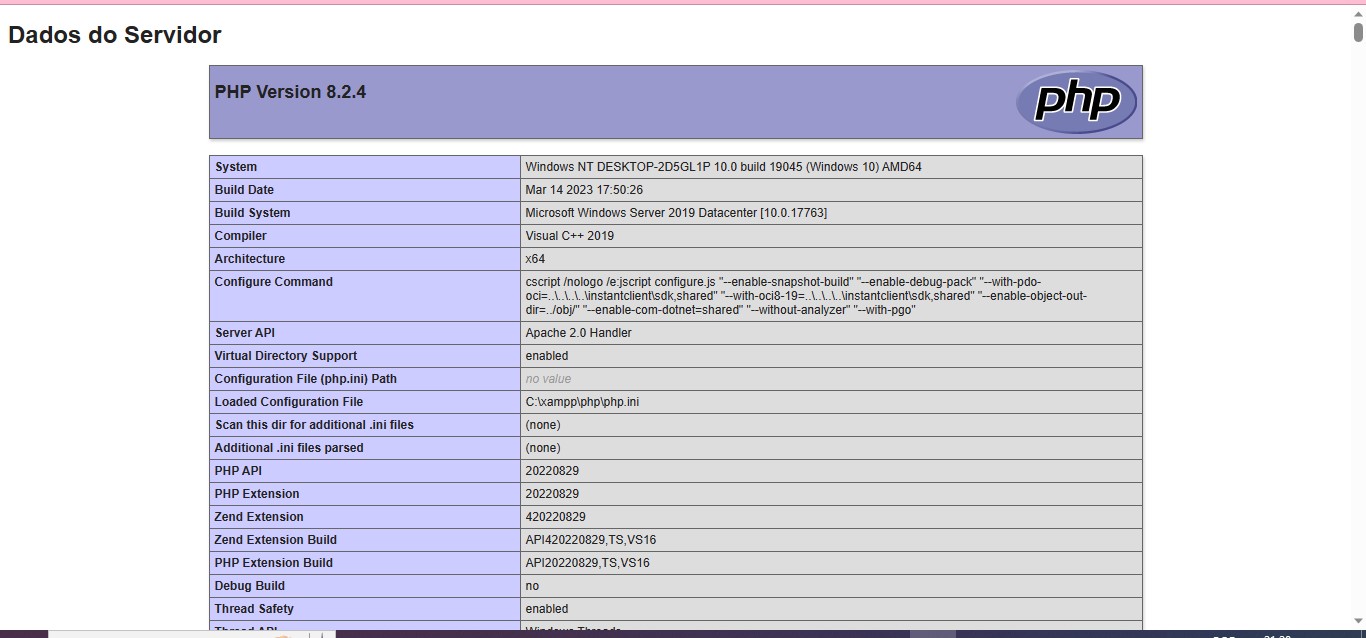 Dados do Servidor
PHP Version 8.2.4
php
System Windows NT DESKTOP-2D5GL1P 10.0 build 19045 (Windows 10) AMD64
Build Date Mar 14 2023 17:50:26
Build System Microsoft Windows Server 2019 Datacenter [10.0.17763]
Compiler Visual C++ 2019
Architecture x64
Configure Command cscript /nologo /e:jscript configure.js "--enable-snapshot-build" "--enable-debug-pack" "--with-pdo-
oci=..\..\..\..\instantclient\sdk,shared" "--with-oci8-19=..\..\..\..\instantclient\sdk,shared" "--enable-object-out-
dir=../obj/" "--enable-com-dotnet=shared" "--without-analyzer" "--with-pgo"
Server API Apache 2.0 Handler
Virtual Directory Support enabled
Configuration File (php.ini) Path no value
Loaded Configuration File C:\xampp\php\php.ini
Scan this dir for additional .ini files (none)
Additional .ini files parsed (none)
PHP API 20220829
PHP Extension 20220829
Zend Extension 420220829
Zend Extension Build API420220829,TS,VS16
PHP Extension Build API20220829,TS,VS16
Debug Build no
Thread Safety enabled
Thread API Windows Threads